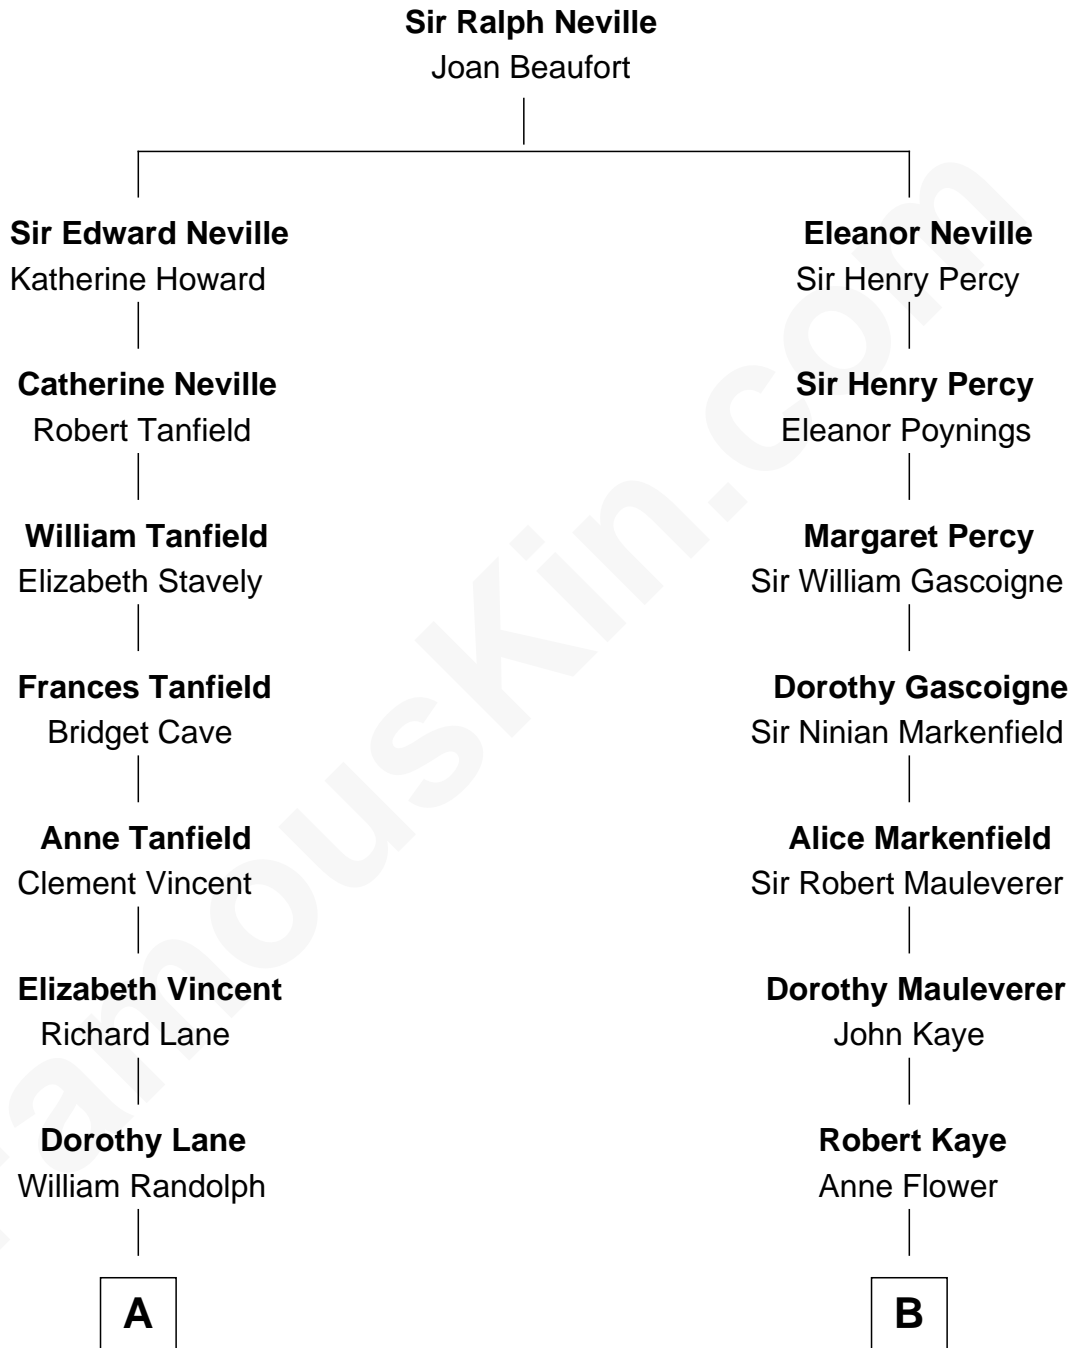 Sir Ralph Neville
Joan Beaufort
Sir Edward Neville
Katherine Howard
Eleanor Neville
Sir Henry Percy
Catherine Neville
Robert Tanfield
Sir Henry Percy
Eleanor Poynings
William Tanfield
Elizabeth Stavely
Margaret Percy
Sir William Gascoigne
Frances Tanfield
Bridget Cave
Dorothy Gascoigne
Sir Ninian Markenfield
Anne Tanfield
Clement Vincent
Alice Markenfield
Sir Robert Mauleverer
Elizabeth Vincent
Richard Lane
Dorothy Mauleverer
John Kaye
Dorothy Lane
William Randolph
Robert Kaye
Anne Flower
A
B
FamousKin.com